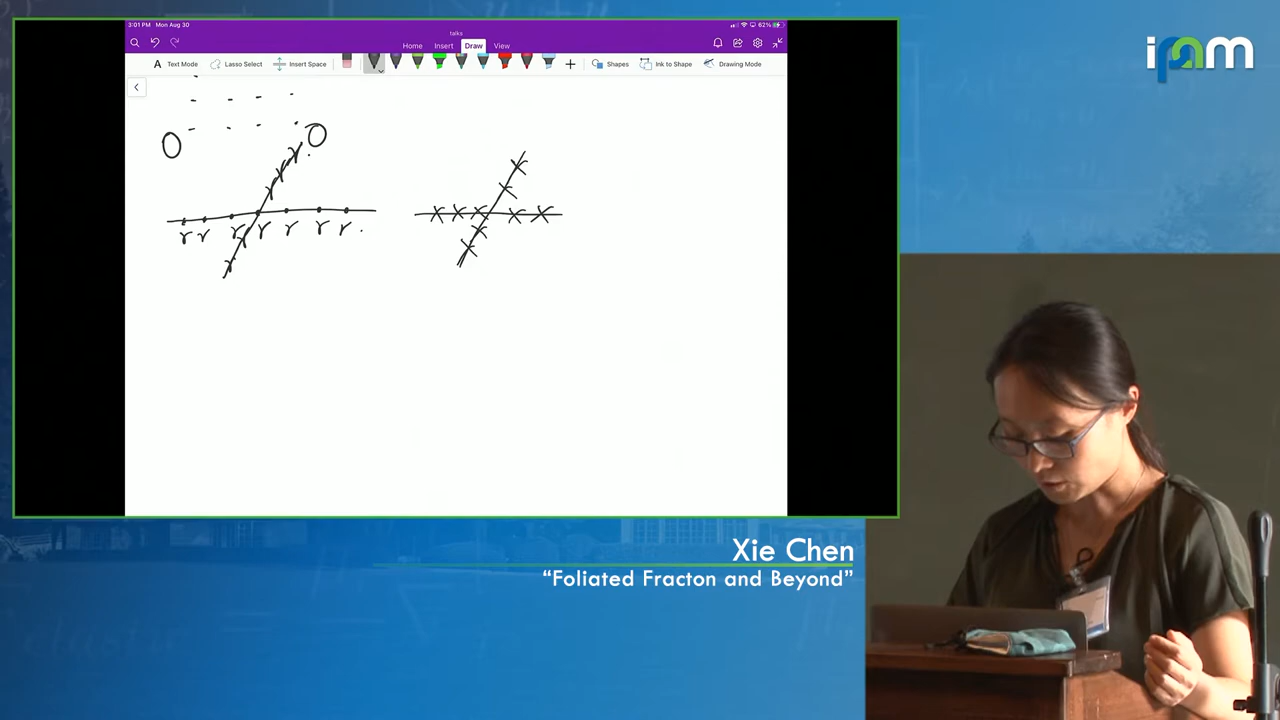 3:01 PM Mon Aug 30
62%
talks
Home Insert Draw View
Text Mode Lasso Select Insert Space Shapes Ink to Shape Drawing Mode
O O
r r r r r r r r
r r r r
x x x x x
x x x x
ipam
Xie Chen
“Foliated Fracton and Beyond”